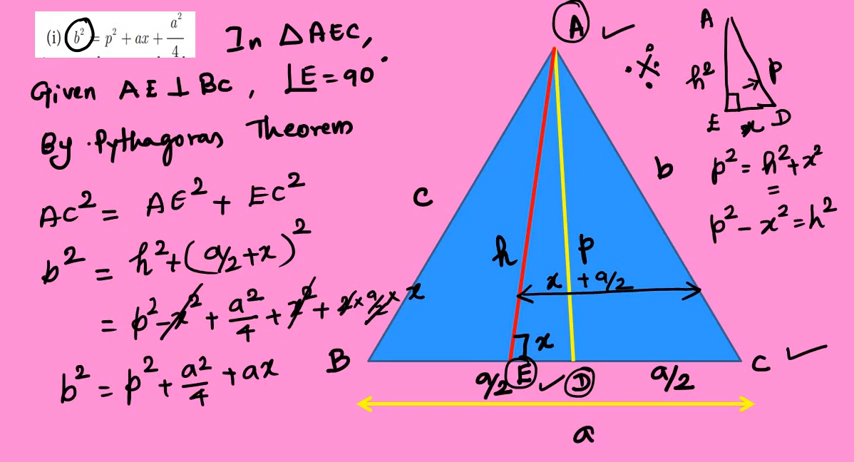 (i) b² = p² + ax + a²/4
In △AEC,
Given AE ⊥ BC, ∠E = 90°
By Pythagoras Theorem
AC² = AE² + EC²
b² = h² + (a/2 + x)²
= p² - x² + a²/4 + x² + 2 × a/2 × x
b² = p² + a²/4 + ax
A
C
b
h
p
x + a/2
x
B
a/2
E
D
a/2
C
a
A
h²
p
E
x
D
p² = h² + x²
=
p² - x² = h²